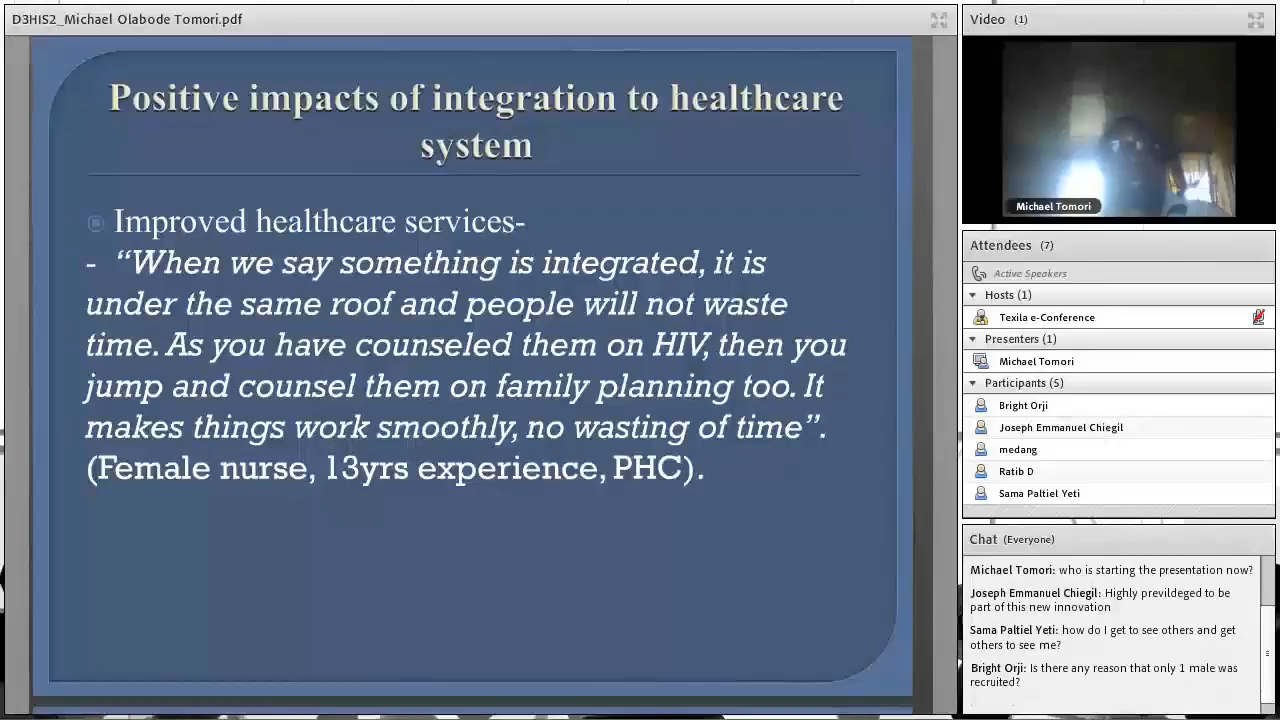 D3HIS2_Michael Olabode Tomori.pdf
Positive impacts of integration to healthcare
system
Improved healthcare services-
- “When we say something is integrated, it is
under the same roof and people will not waste
time. As you have counseled them on HIV, then you
jump and counsel them on family planning too. It
makes things work smoothly, no wasting of time”.
(Female nurse, 13yrs experience, PHC).
Video (1)
Michael Tomori
Attendees (7)
Active Speakers
Hosts (1)
Texila e-Conference
Presenters (1)
Michael Tomori
Participants (5)
Bright Orji
Joseph Emmanuel Chiegil
medang
Ratib D
Sama Paltiel Yeti
Chat (Everyone)
Michael Tomori: who is starting the presentation now?
Joseph Emmanuel Chiegil: Highly previldeged to be
part of this new innovation
Sama Paltiel Yeti: how do I get to see others and get
others to see me?
Bright Orji: Is there any reason that only 1 male was
recruited?